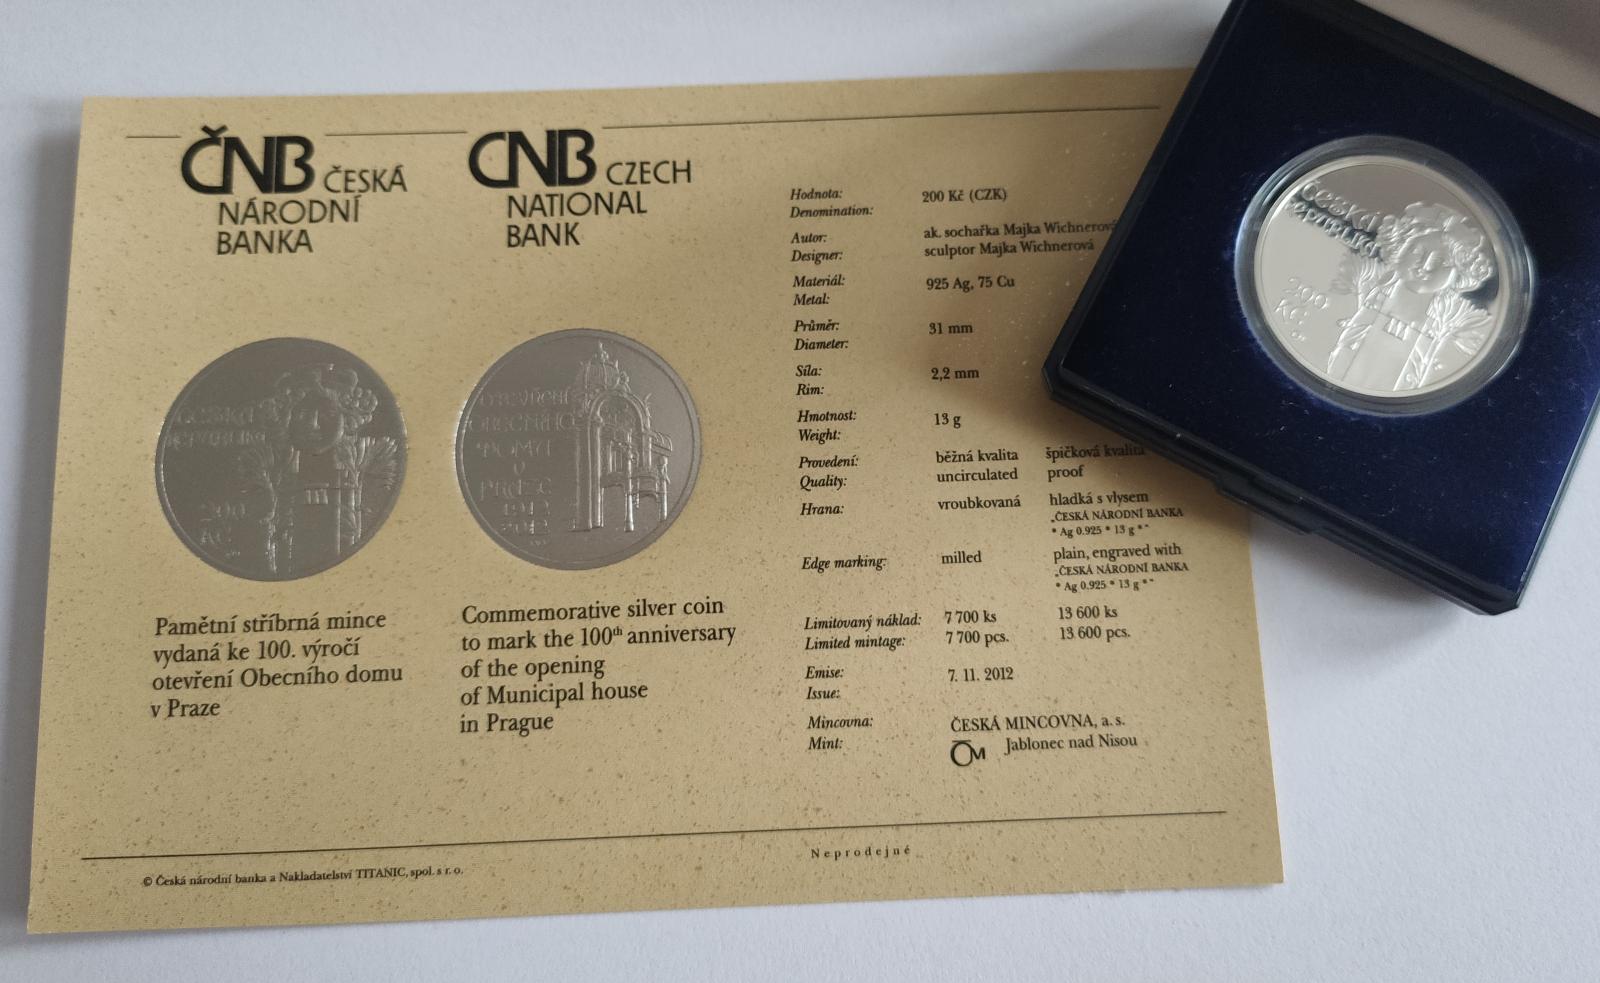 ČNB ČESKÁ
NÁRODNÍ
BANKA
CNB CZECH
NATIONAL
BANK
ČESKÁ
REPUBLIKA
200
KČ
OTEVŘENÍ
OBECNÍHO
DOMU
V
PRAZE
1912
2012
Pamětní stříbrná mince
vydaná ke 100. výročí
otevření Obecního domu
v Praze
Commemorative silver coin
to mark the 100th anniversary
of the opening
of Municipal house
in Prague
Hodnota: 200 Kč (CZK)
Denomination:
Autor: ak. sochařka Majka Wichnerová
Designer: sculptor Majka Wichnerová
Materiál: 925 Ag, 75 Cu
Metal:
Průměr: 31 mm
Diameter:
Síla: 2,2 mm
Rim:
Hmotnost: 13 g
Weight:
Provedení: běžná kvalita špičková kvalita
Quality: uncirculated proof
Hrana: vroubkovaná hladká s vlysem
„ČESKÁ NÁRODNÍ BANKA
* Ag 0.925 * 13 g *“
Edge marking: milled plain, engraved with
„ČESKÁ NÁRODNÍ BANKA
* Ag 0.925 * 13 g *“
Limitovaný náklad: 7 700 ks 13 600 ks
Limited mintage: 7 700 pcs. 13 600 pcs.
Emise: 7. 11. 2012
Issue:
Mincovna: ČESKÁ MINCOVNA, a. s.
Mint: Jablonec nad Nisou
Neprodejné
© Česká národní banka a Nakladatelství TITANIC, spol. s r. o.
ČESKÁ
REPUBLIKA
200
KČ